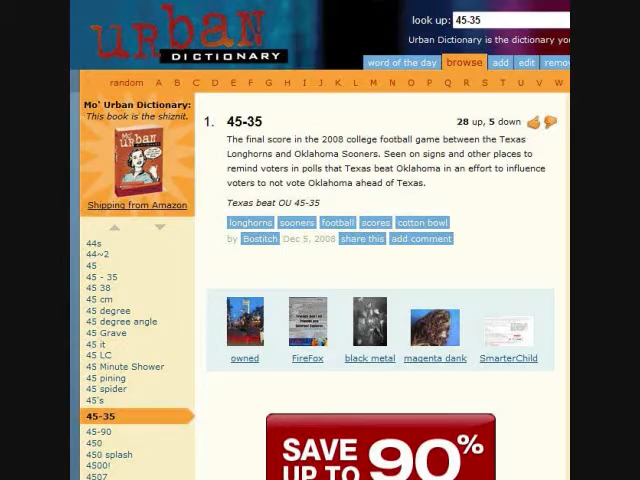 urban
DICTIONARY
look up: 45-35
Urban Dictionary is the dictionary you
word of the day browse add edit remo
random A B C D E F G H I J K L M N O P Q R S T U V W
Mo' Urban Dictionary:
This book is the shiznit.
Mo'
urban
Shipping from Amazon
44s
44~2
45
45 - 35
45 38
45 cm
45 degree
45 degree angle
45 Grave
45 it
45 LC
45 Minute Shower
45 pining
45 spider
45's
45-35
45-90
450
450 splash
4500!
4507
1. 45-35 28 up, 5 down
The final score in the 2008 college football game between the Texas
Longhorns and Oklahoma Sooners. Seen on signs and other places to
remind voters in polls that Texas beat Oklahoma in an effort to influence
voters to not vote Oklahoma ahead of Texas.
Texas beat OU 45-35
longhorns sooners football scores cotton bowl
by Bostitch Dec 5, 2008 share this add comment
owned FireFox black metal magenta dank SmarterChild
SAVE
UP TO 90%